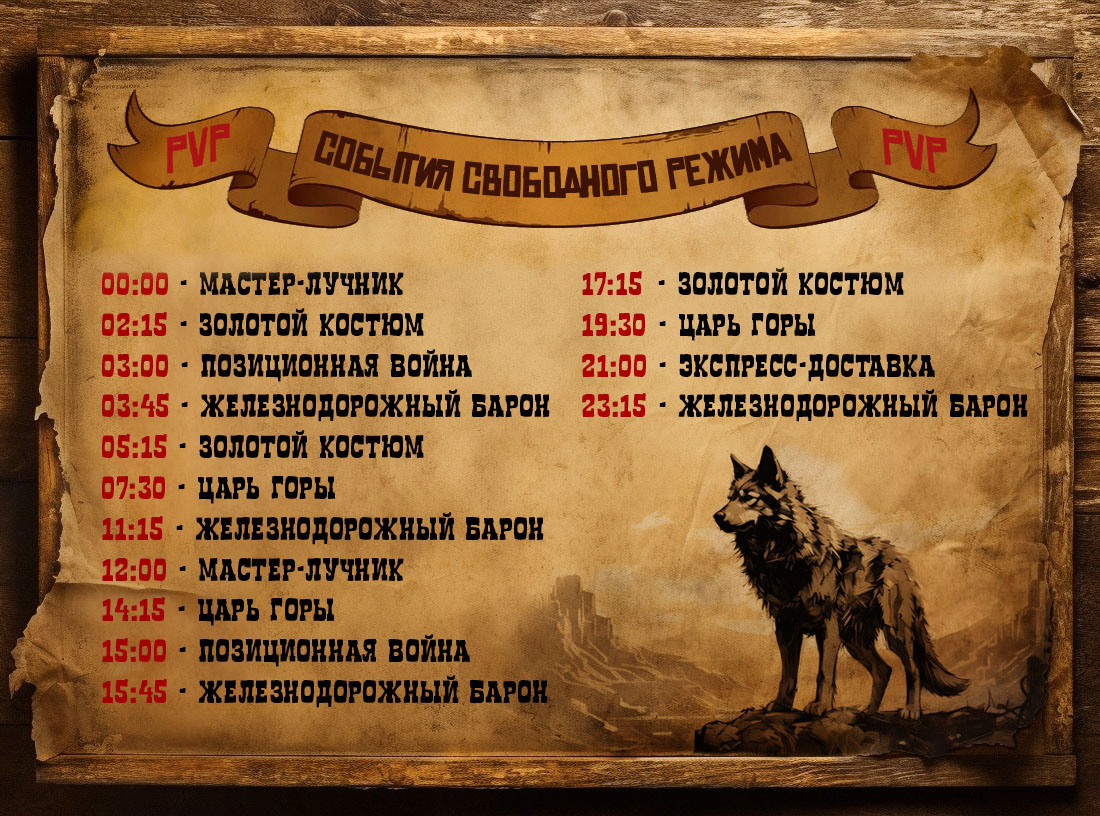 PVP
СОБЫТИЯ СВОБОДНОГО РЕЖИМА
PVP
00:00 - МАСТЕР-ЛУЧНИК
02:15 - ЗОЛОТОЙ КОСТЮМ
03:00 - ПОЗИЦИОННАЯ ВОЙНА
03:45 - ЖЕЛЕЗНОДОРОЖНЫЙ БАРОН
05:15 - ЗОЛОТОЙ КОСТЮМ
07:30 - ЦАРЬ ГОРЫ
11:15 - ЖЕЛЕЗНОДОРОЖНЫЙ БАРОН
12:00 - МАСТЕР-ЛУЧНИК
14:15 - ЦАРЬ ГОРЫ
15:00 - ПОЗИЦИОННАЯ ВОЙНА
15:45 - ЖЕЛЕЗНОДОРОЖНЫЙ БАРОН
17:15 - ЗОЛОТОЙ КОСТЮМ
19:30 - ЦАРЬ ГОРЫ
21:00 - ЭКСПРЕСС-ДОСТАВКА
23:15 - ЖЕЛЕЗНОДОРОЖНЫЙ БАРОН